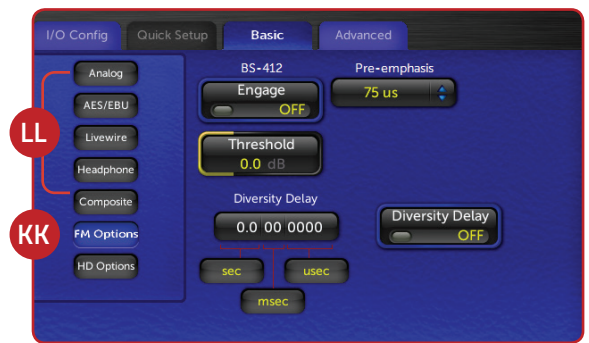 I/O Config Quick Setup Basic Advanced
LL
KK
Analog
AES/EBU
Livewire
Headphone
Composite
FM Options
HD Options
BS-412 Pre-emphasis
Engage
OFF
75 us
Threshold
0.0 dB
Diversity Delay
0.0 00 0000
sec usec
msec
Diversity Delay
OFF